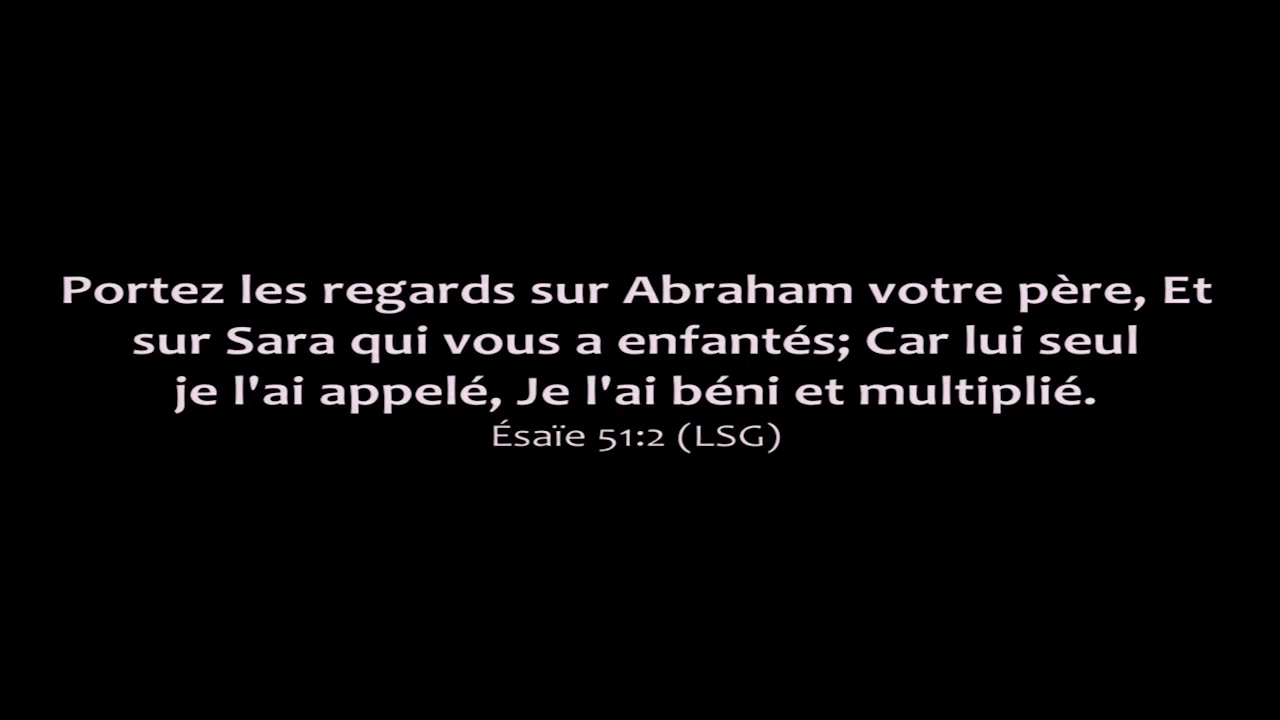 Portez les regards sur Abraham votre père, Et
sur Sara qui vous a enfantés; Car lui seul
je l'ai appelé, Je l'ai béni et multiplié.
Ésaïe 51:2 (LSG)